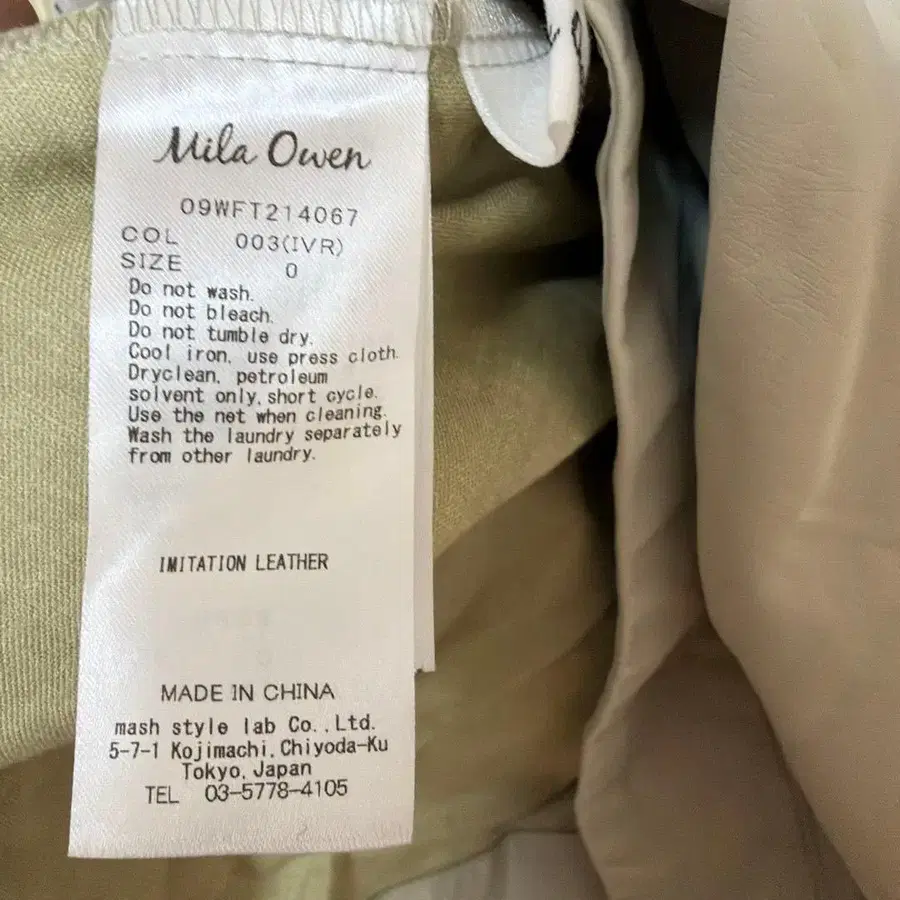 Mila Owen
09WFT214067
COL 003(IVR)
SIZE 0
Do not wash.
Do not bleach.
Do not tumble dry.
Cool iron, use press cloth.
Dryclean, petroleum
solvent only, short cycle.
Use the net when cleaning.
Wash the laundry separately
from other laundry.
IMITATION LEATHER
MADE IN CHINA
mash style lab Co.,Ltd.
5-7-1 Kojimachi,Chiyoda-Ku
Tokyo,Japan
TEL 03-5778-4105